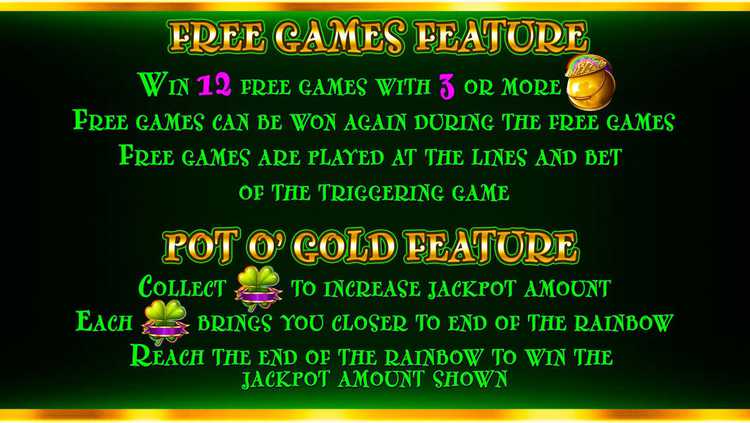 FREE GAMES FEATURE
WIN 12 FREE GAMES WITH 3 OR MORE
FREE GAMES CAN BE WON AGAIN DURING THE FREE GAMES
FREE GAMES ARE PLAYED AT THE LINES AND BET
OF THE TRIGGERING GAME
POT O' GOLD FEATURE
COLLECT TO INCREASE JACKPOT AMOUNT
EACH BRINGS YOU CLOSER TO END OF THE RAINBOW
REACH THE END OF THE RAINBOW TO WIN THE
JACKPOT AMOUNT SHOWN